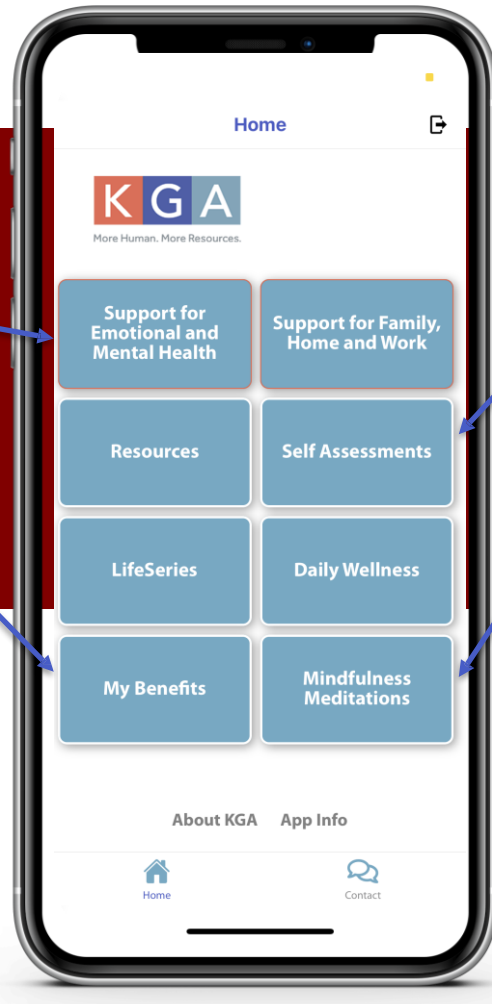 Home
KGA
More Human. More Resources.
Support for
Emotional and
Mental Health
Support for Family,
Home and Work
Resources
Self Assessments
LifeSeries
Daily Wellness
My Benefits
Mindfulness
Meditations
About KGA App Info
Home Contact